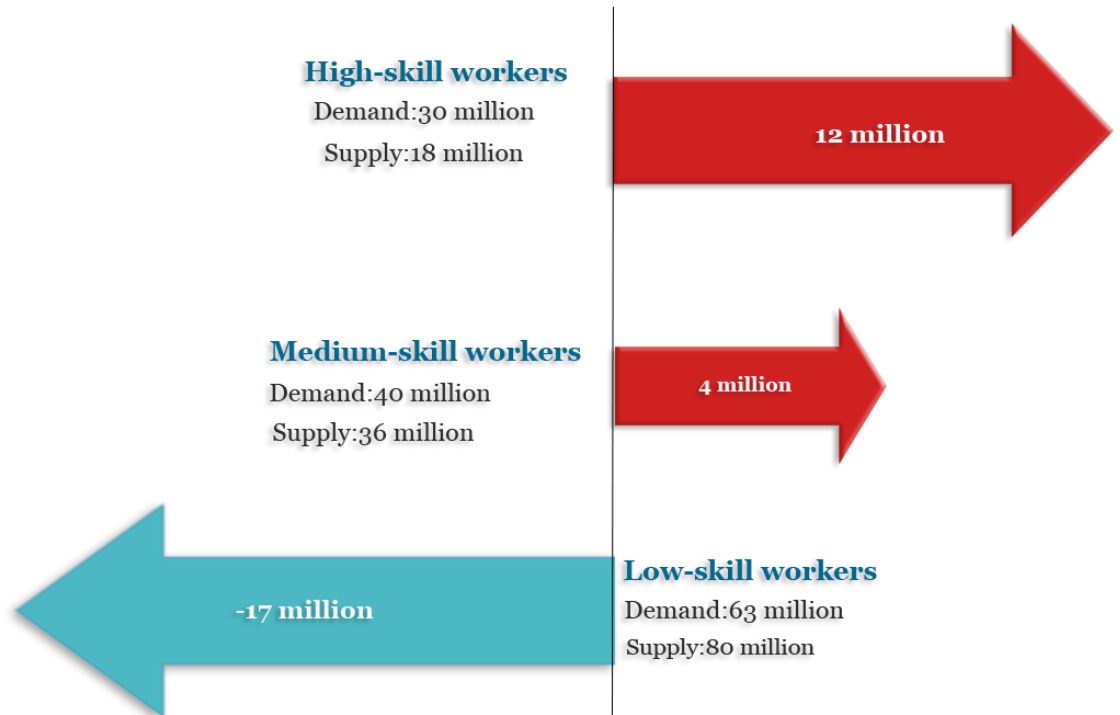 High-skill workers
Demand:30 million
Supply:18 million
12 million
Medium-skill workers
Demand:40 million
Supply:36 million
4 million
Low-skill workers
Demand:63 million
Supply:80 million
-17 million